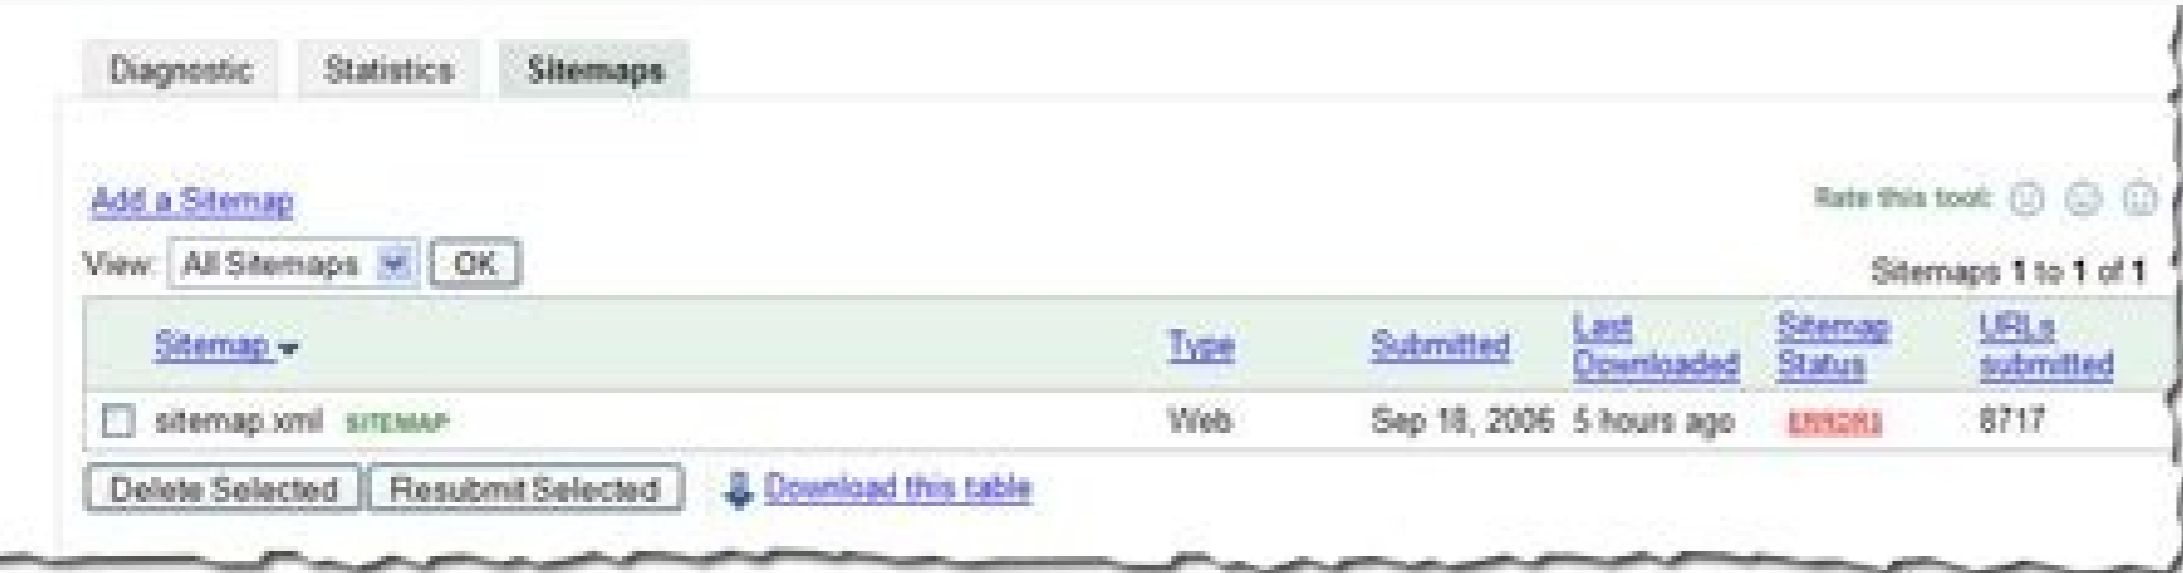 Diagnostic Statistics Sitemaps
Add a Sitemap
Rate this tool:
View: All Sitemaps OK
Sitemaps 1 to 1 of 1
Sitemap Type Submitted Last Downloaded Sitemap Status URLs submitted
sitemap.xml SITEMAP Web Sep 18, 2006 5 hours ago ERRORS 8717
Delete Selected Resubmit Selected Download this table